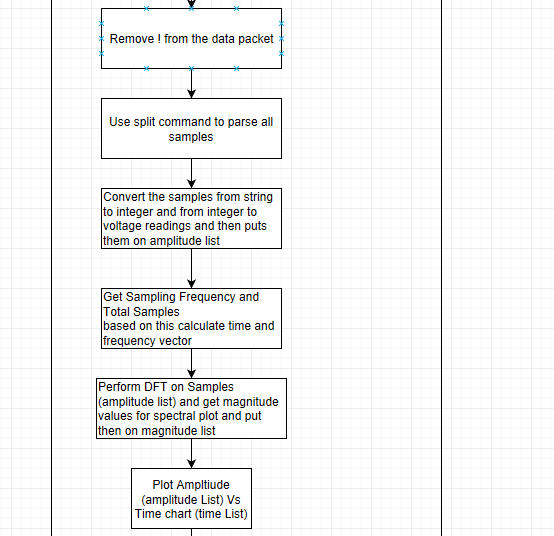 Remove ! from the data packet
Use split command to parse all
samples
Convert the samples from string
to integer and from integer to
voltage readings and then puts
them on amplitude list
Get Sampling Frequency and
Total Samples
based on this calculate time and
frequency vector
Perform DFT on Samples
(amplitude list) and get magnitude
values for spectral plot and put
then on magnitude list
Plot Ampltiude
(amplitude List) Vs
Time chart (time List)